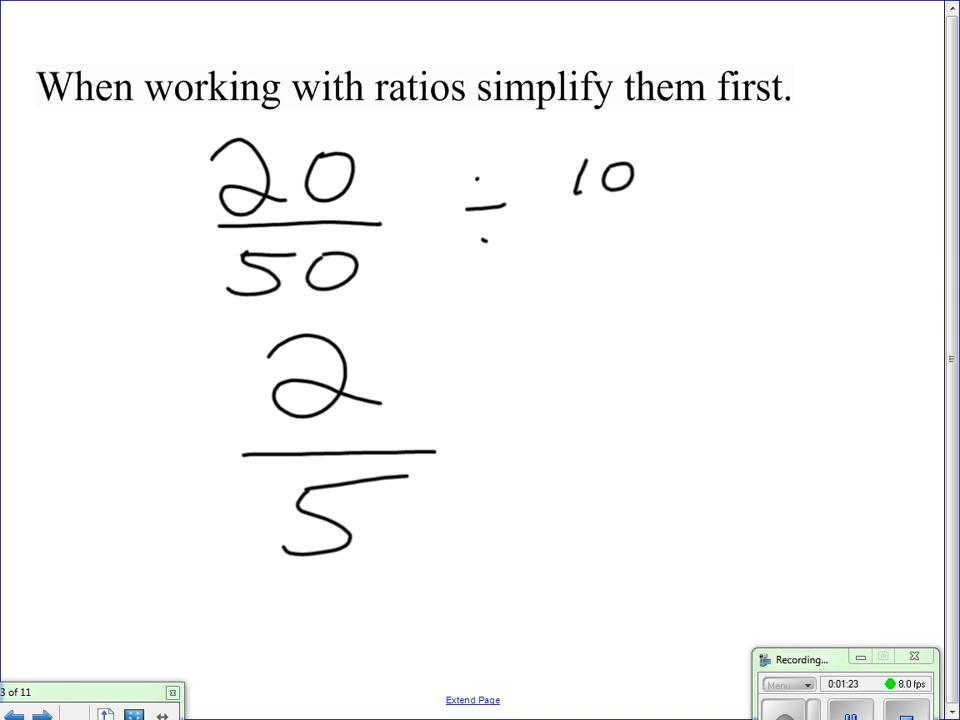 When working with ratios simplify them first.
20 ÷ 10
50
2
5
Recording...
Menu 0:01:23 8.0 fps
3 of 11
Extend Page